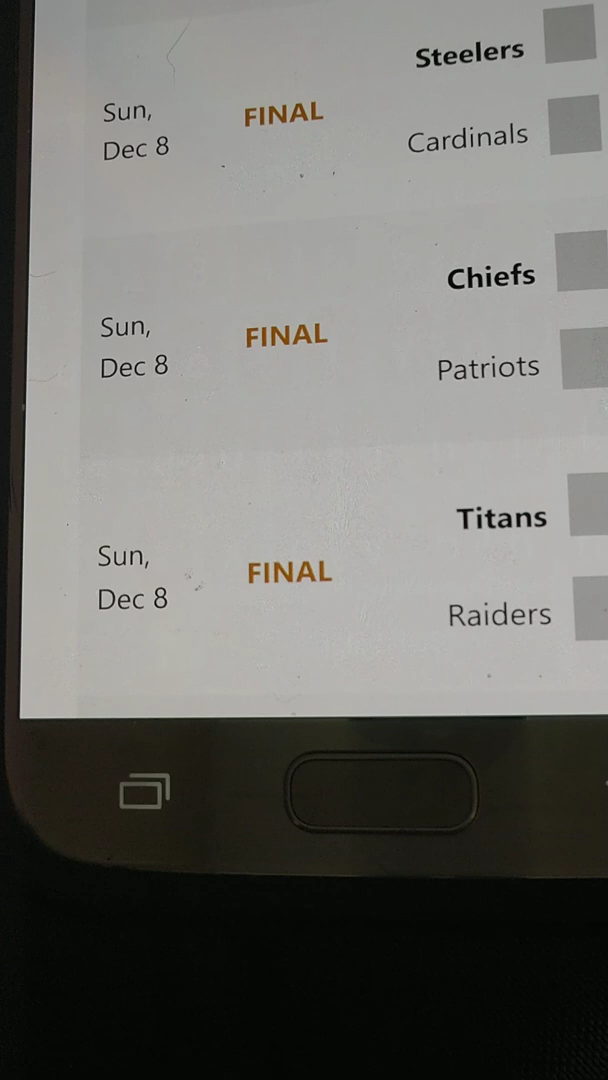 Steelers
Sun,
FINAL
Dec 8
Cardinals
Chiefs
Sun,
FINAL
Dec 8
Patriots
Titans
Sun,
FINAL
Dec 8
Raiders